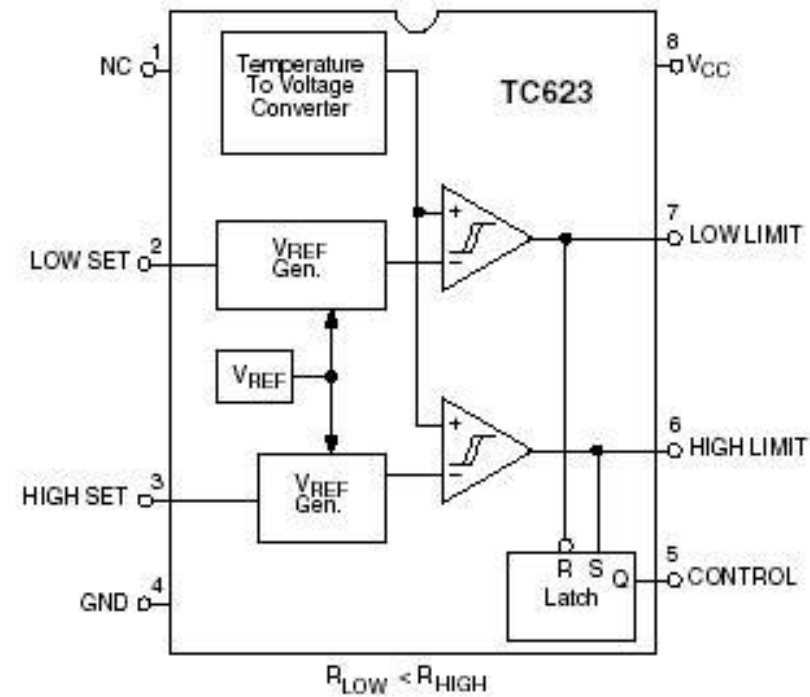 NC
1
Temperature
To Voltage
Converter
TC623
8
VCC
LOW SET
2
VREF
Gen.
+
−
7
LOW LIMIT
VREF
HIGH SET
3
VREF
Gen.
+
−
6
HIGH LIMIT
R S
Q
Latch
5
CONTROL
GND
4
RLOW < RHIGH